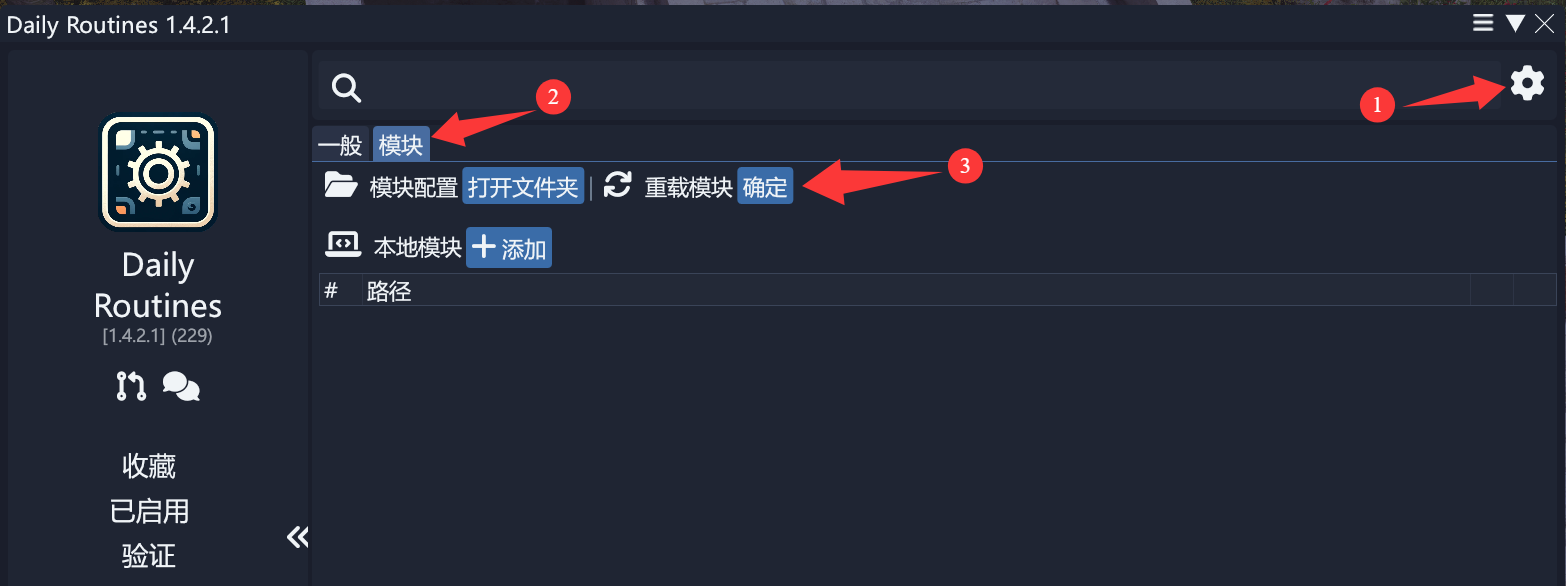 Daily Routines 1.4.2.1
1
2
一般 模块
3
模块配置 打开文件夹 | 重载模块 确定
本地模块 添加
# 路径
Daily
Routines
[1.4.2.1] (229)
收藏
已启用
验证